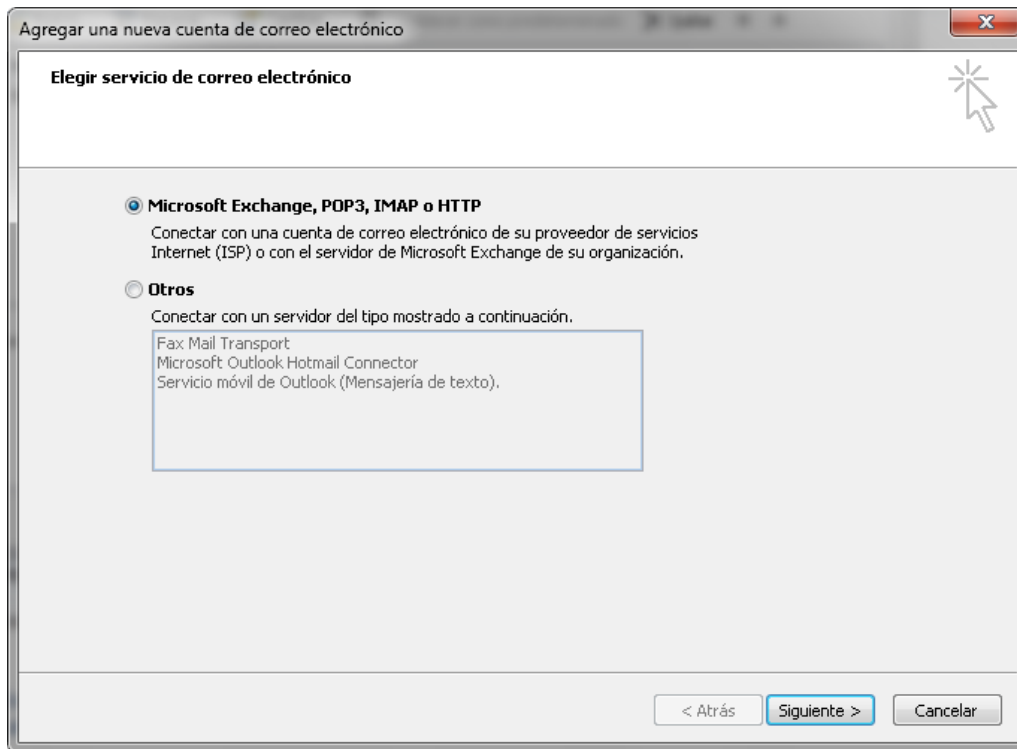 Agregar una nueva cuenta de correo electrónico
Elegir servicio de correo electrónico
Microsoft Exchange, POP3, IMAP o HTTP
Conectar con una cuenta de correo electrónico de su proveedor de servicios
Internet (ISP) o con el servidor de Microsoft Exchange de su organización.
Otros
Conectar con un servidor del tipo mostrado a continuación.
Fax Mail Transport
Microsoft Outlook Hotmail Connector
Servicio móvil de Outlook (Mensajería de texto).
< Atrás
Siguiente >
Cancelar